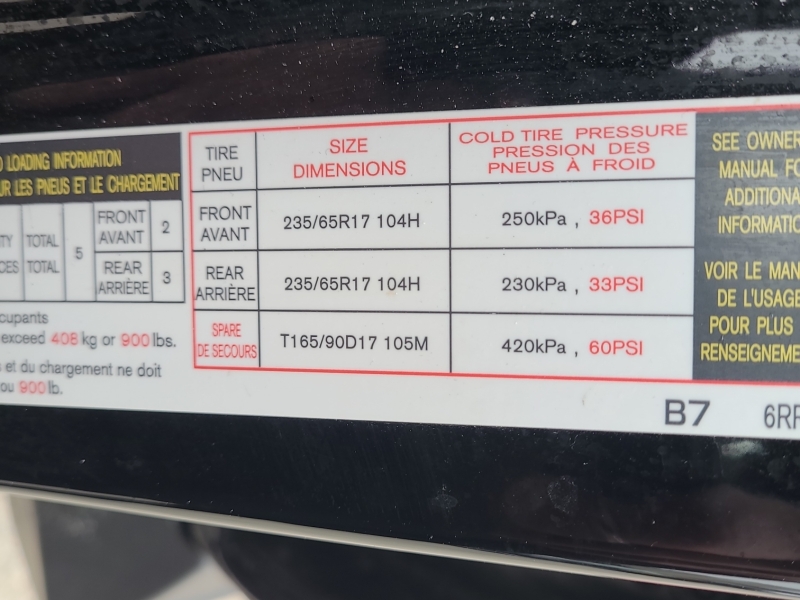 LOADING INFORMATION
UR LES PNEUS ET LE CHARGEMENT
TOTAL
TOTAL
5
FRONT
AVANT
2
REAR
ARRIÈRE
3
cupants
exceed 408 kg or 900 lbs.
et du chargement ne doit
ou 900 lb.
TIRE
PNEU
SIZE
DIMENSIONS
COLD TIRE PRESSURE
PRESSION DES
PNEUS À FROID
FRONT
AVANT
235/65R17 104H
250kPa , 36PSI
REAR
ARRIÈRE
235/65R17 104H
230kPa , 33PSI
SPARE
DE SECOURS
T165/90D17 105M
420kPa , 60PSI
SEE OWNER
MANUAL FO
ADDITIONA
INFORMATIO
VOIR LE MAN
DE L'USAGE
POUR PLUS
RENSEIGNEME
B7
6RR